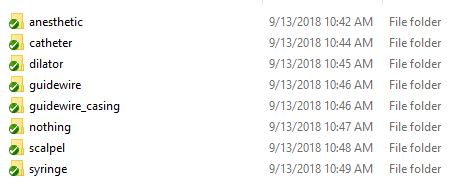 anesthetic 9/13/2018 10:42 AM File folder
catheter 9/13/2018 10:44 AM File folder
dilator 9/13/2018 10:45 AM File folder
guidewire 9/13/2018 10:46 AM File folder
guidewire_casing 9/13/2018 10:46 AM File folder
nothing 9/13/2018 10:47 AM File folder
scalpel 9/13/2018 10:48 AM File folder
syringe 9/13/2018 10:49 AM File folder